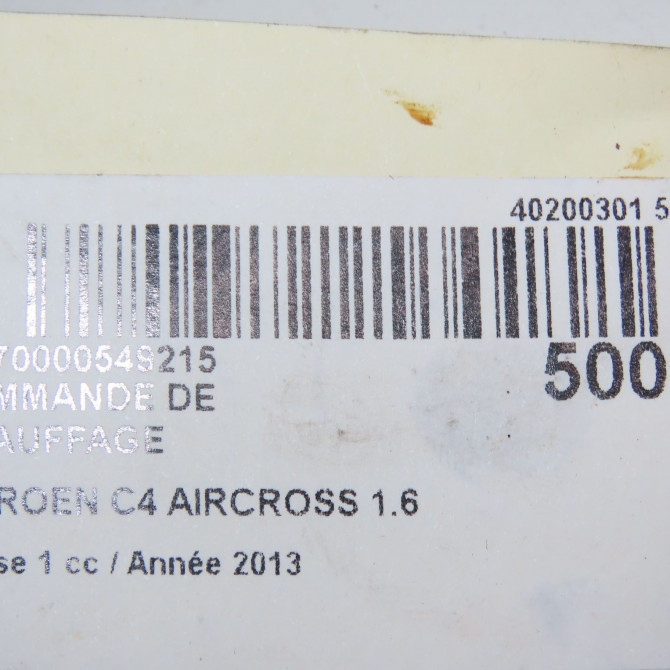 40200301 5
70000549215
500
MMANDE DE
AUFFAGE
ROEN C4 AIRCROSS 1.6
se 1 cc / Année 2013